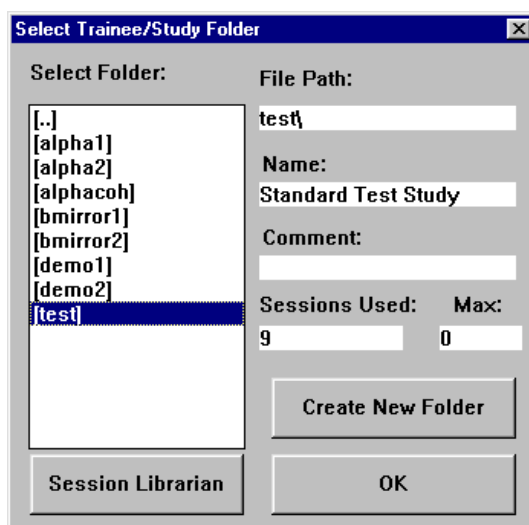 Select Trainee/Study Folder
Select Folder:
[..]
[alpha1]
[alpha2]
[alphacoh]
[bmirror1]
[bmirror2]
[demo1]
[demo2]
[test]
File Path:
test\
Name:
Standard Test Study
Comment:
Sessions Used: Max:
9 0
Create New Folder
Session Librarian
OK